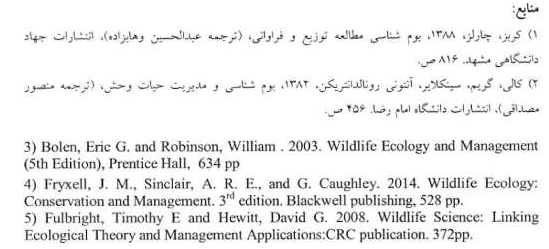 منابع:
۱) کربز، چارلز، ۱۳۸۸، یوم شناسی مطالعه توزیع و فراوانی، (ترجمه عبدالحسین وهابزاده)، انتشارات جهاد
دانشگاهی مشهد. ۸۱۶ ص.
۲) کالی، گریم، سینکلایر، آنتونی رونالدانتریکن، ۱۳۸۲، بوم شناسی و مدیریت حیات وحش، (ترجمه منصور
مصداقی)، انتشارات دانشگاه امام رضا. ۴۵۶ ص.
3) Bolen, Eric G. and Robinson, William . 2003. Wildlife Ecology and Management
(5th Edition), Prentice Hall, 634 pp
4) Fryxell, J. M., Sinclair, A. R. E., and G. Caughley. 2014. Wildlife Ecology:
Conservation and Management. 3rd edition. Blackwell publishing, 528 pp.
5) Fulbright, Timothy E and Hewitt, David G. 2008. Wildlife Science: Linking
Ecological Theory and Management Applications:CRC publication. 372pp.